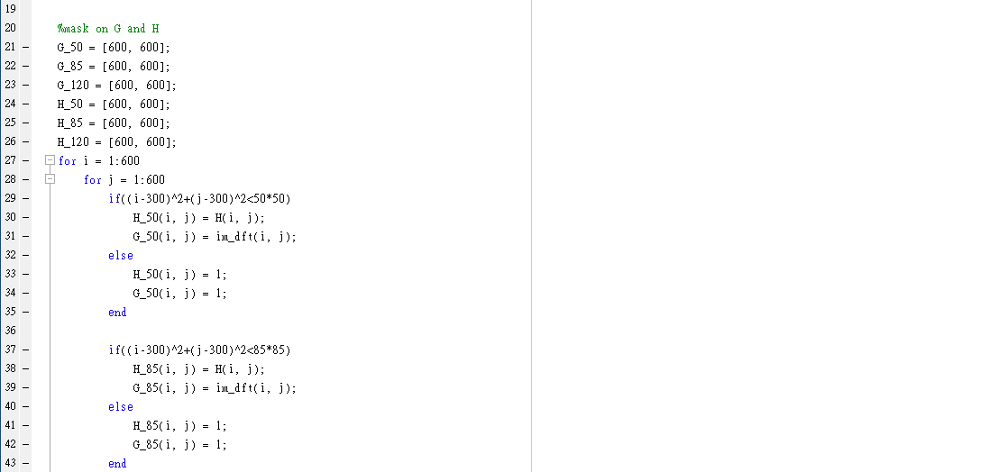 19
20 %mask on G and H
21 - G_50 = [600, 600];
22 - G_85 = [600, 600];
23 - G_120 = [600, 600];
24 - H_50 = [600, 600];
25 - H_85 = [600, 600];
26 - H_120 = [600, 600];
27 - for i = 1:600
28 - for j = 1:600
29 - if((i-300)^2+(j-300)^2<50*50)
30 - H_50(i, j) = H(i, j);
31 - G_50(i, j) = im_dft(i, j);
32 - else
33 - H_50(i, j) = 1;
34 - G_50(i, j) = 1;
35 - end
36
37 - if((i-300)^2+(j-300)^2<85*85)
38 - H_85(i, j) = H(i, j);
39 - G_85(i, j) = im_dft(i, j);
40 - else
41 - H_85(i, j) = 1;
42 - G_85(i, j) = 1;
43 - end